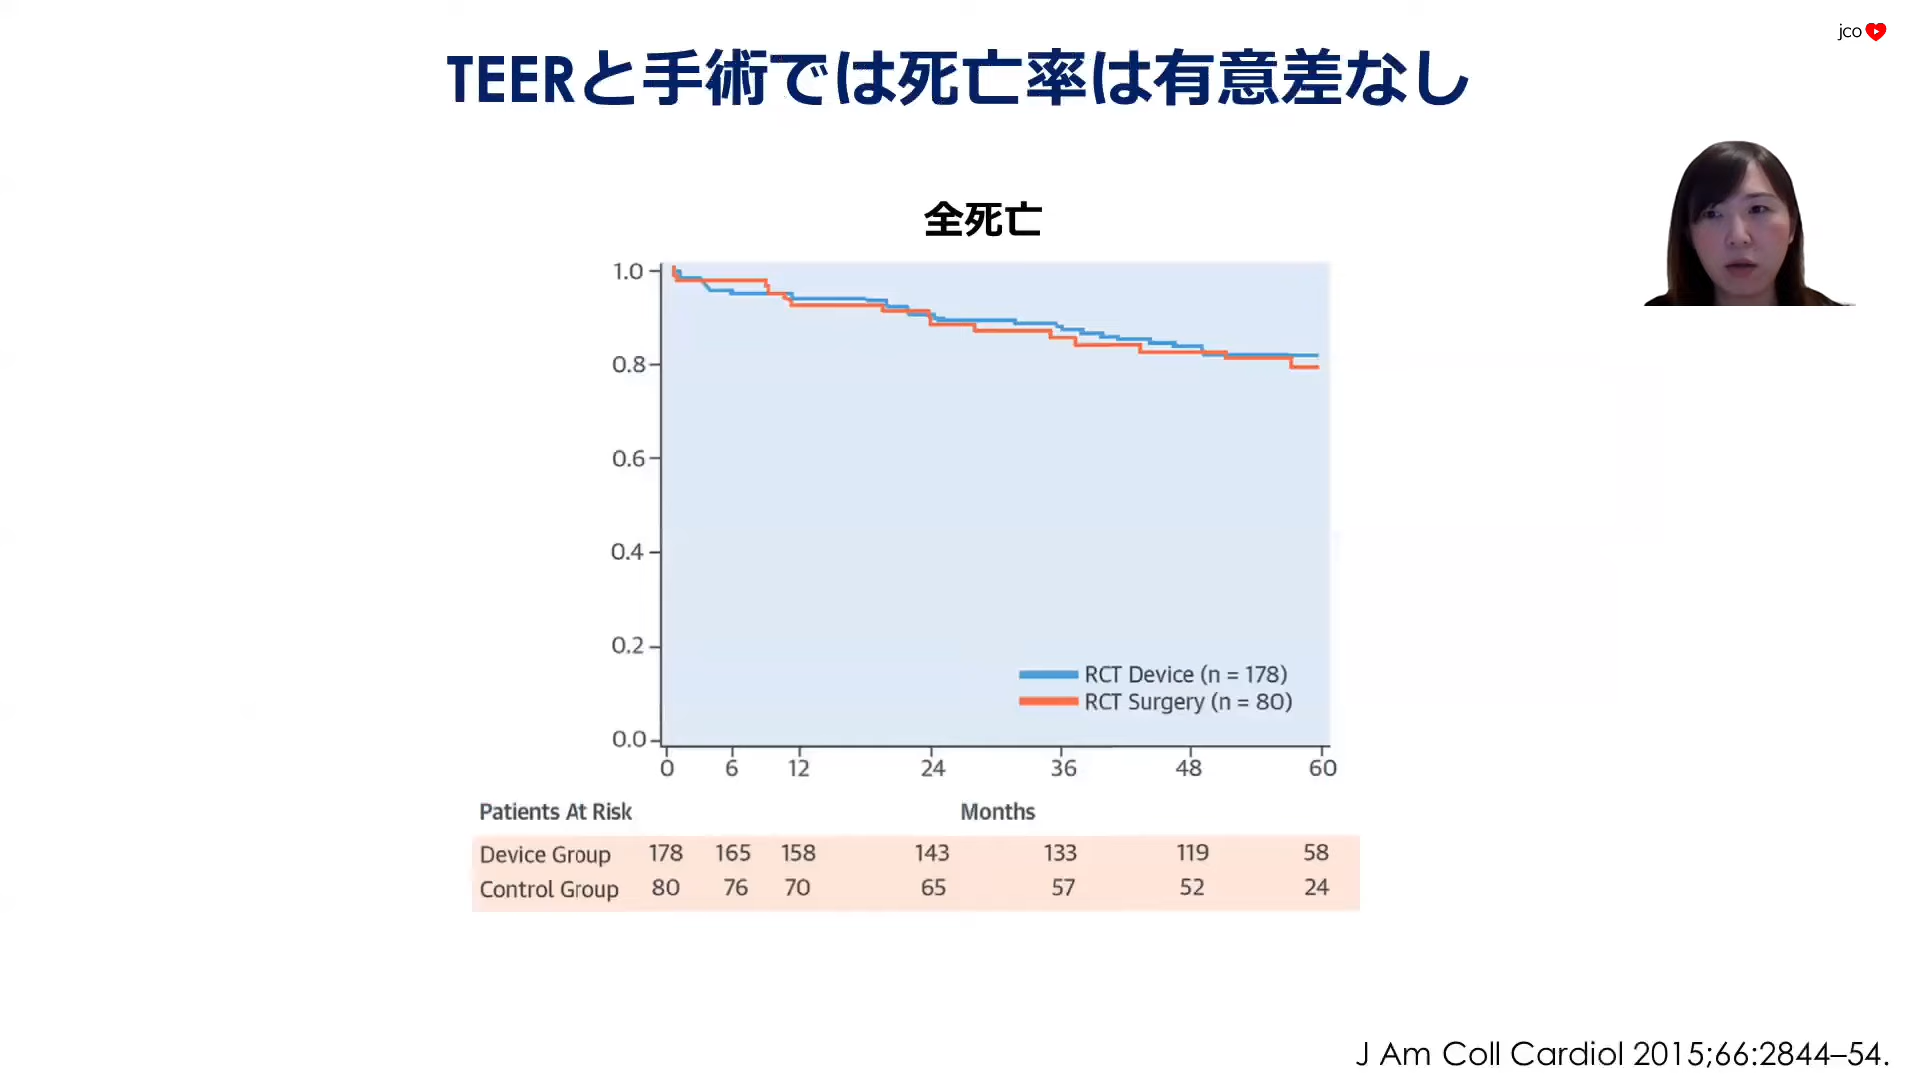 jco
TEERと手術では死亡率は有意差なし
全死亡
1.0
0.8
0.6
0.4
0.2
0.0
RCT Device (n = 178)
RCT Surgery (n = 80)
0 6 12 24 36 48 60
Patients At Risk Months
Device Group 178 165 158 143 133 119 58
Control Group 80 76 70 65 57 52 24
J Am Coll Cardiol 2015;66:2844–54.